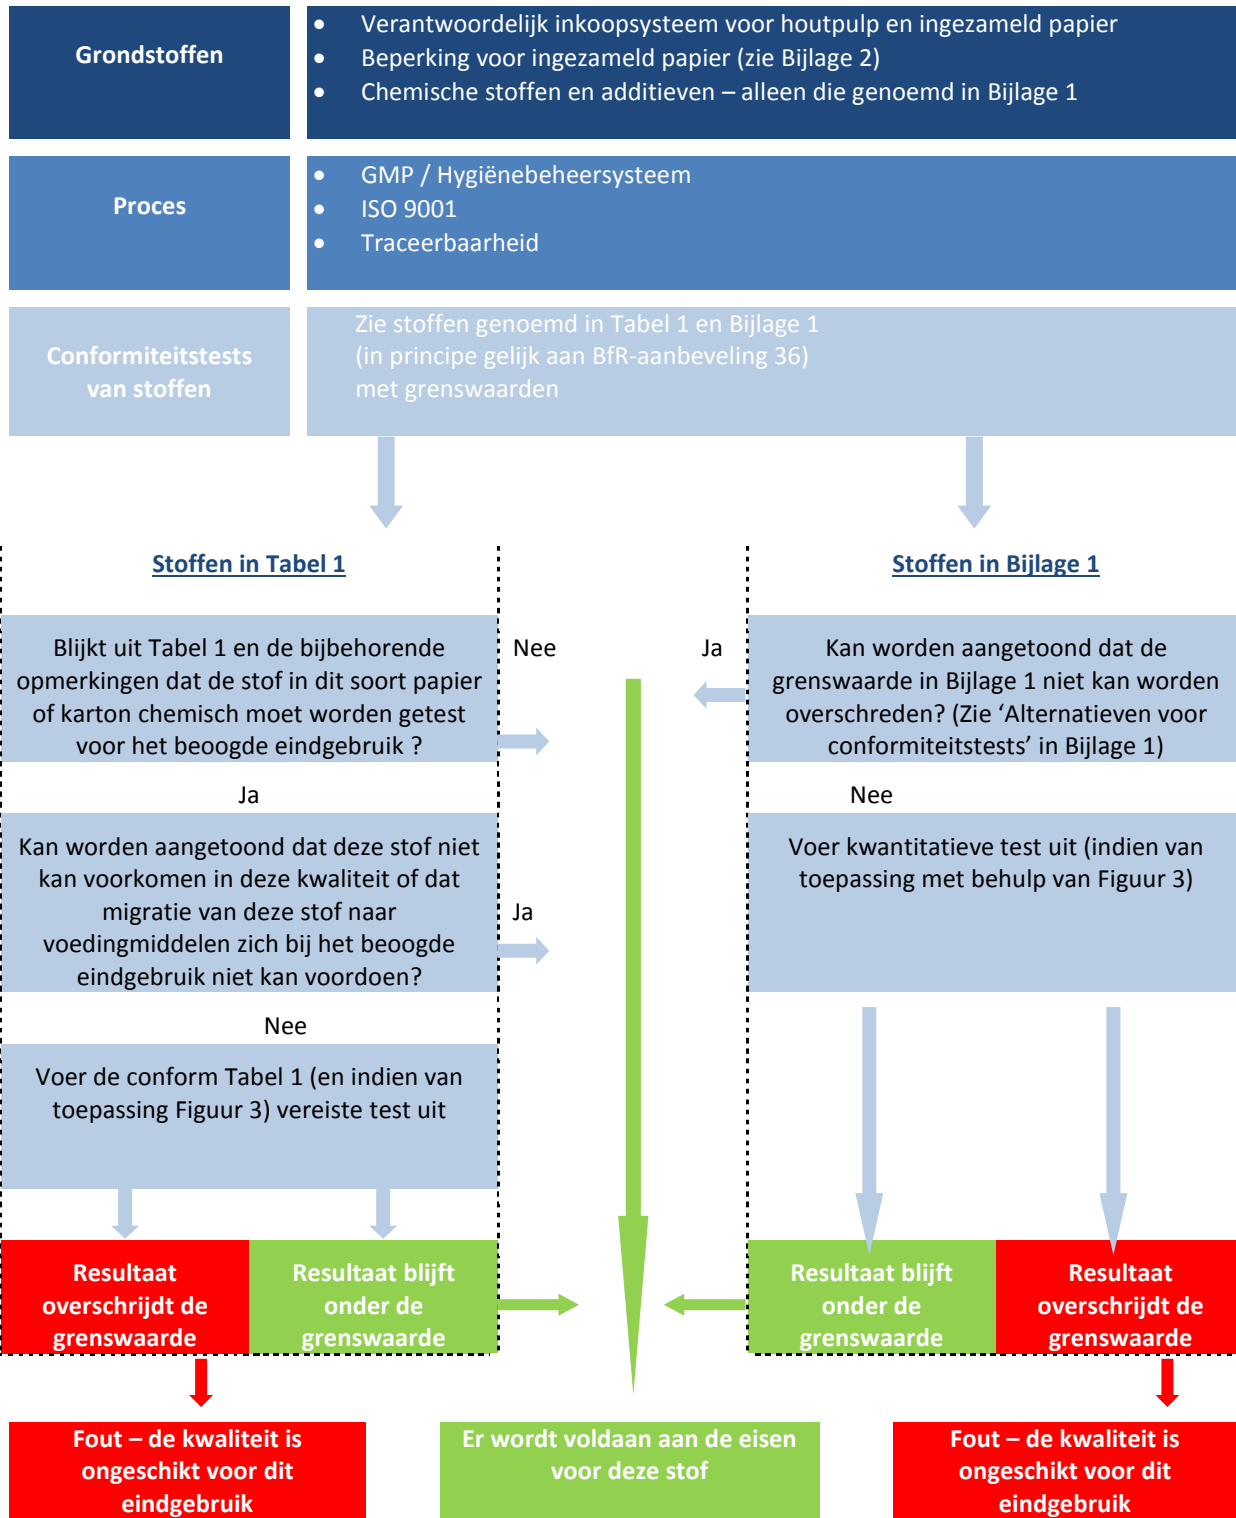 Grondstoffen
• Verantwoordelijk inkoopsysteem voor houtpulp en ingezameld papier
• Beperking voor ingezameld papier (zie Bijlage 2)
• Chemische stoffen en additieven – alleen die genoemd in Bijlage 1
Proces
• GMP / Hygiënebeheersysteem
• ISO 9001
• Traceerbaarheid
Conformiteitstests
van stoffen
Zie stoffen genoemd in Tabel 1 en Bijlage 1
(in principe gelijk aan BfR-aanbeveling 36)
met grenswaarden
Stoffen in Tabel 1
Blijkt uit Tabel 1 en de bijbehorende
opmerkingen dat de stof in dit soort papier
of karton chemisch moet worden getest
voor het beoogde eindgebruik ?
Nee
Ja
Kan worden aangetoond dat deze stof niet
kan voorkomen in deze kwaliteit of dat
migratie van deze stof naar
voedingmiddelen zich bij het beoogde
eindgebruik niet kan voordoen?
Ja
Nee
Voer de conform Tabel 1 (en indien van
toepassing Figuur 3) vereiste test uit
Resultaat
overschrijdt de
grenswaarde
Resultaat blijft
onder de
grenswaarde
Stoffen in Bijlage 1
Ja
Kan worden aangetoond dat de
grenswaarde in Bijlage 1 niet kan worden
overschreden? (Zie ‘Alternatieven voor
conformiteitstests’ in Bijlage 1)
Nee
Voer kwantitatieve test uit (indien van
toepassing met behulp van Figuur 3)
Resultaat blijft
onder de
grenswaarde
Resultaat
overschrijdt de
grenswaarde
Fout – de kwaliteit is
ongeschikt voor dit
eindgebruik
Er wordt voldaan aan de eisen
voor deze stof
Fout – de kwaliteit is
ongeschikt voor dit
eindgebruik